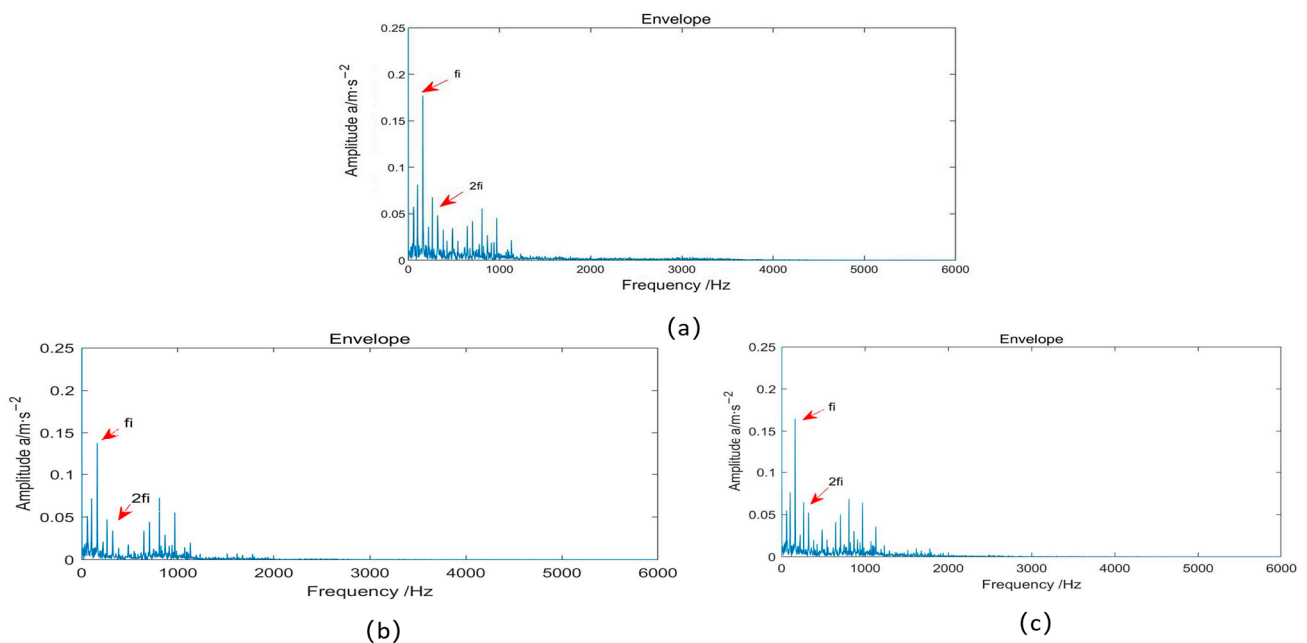 Envelope
0.25
0.2
0.15
0.1
0.05
0
Amplitude a/m·s⁻²
fi
2fi
0 1000 2000 3000 4000 5000 6000
Frequency /Hz
(a)
Envelope
0.25
0.2
0.15
0.1
0.05
0
Amplitude a/m·s⁻²
fi
2fi
0 1000 2000 3000 4000 5000 6000
Frequency /Hz
(b)
Envelope
0.25
0.2
0.15
0.1
0.05
0
Amplitude a/m·s⁻²
fi
2fi
0 1000 2000 3000 4000 5000 6000
Frequency /Hz
(c)